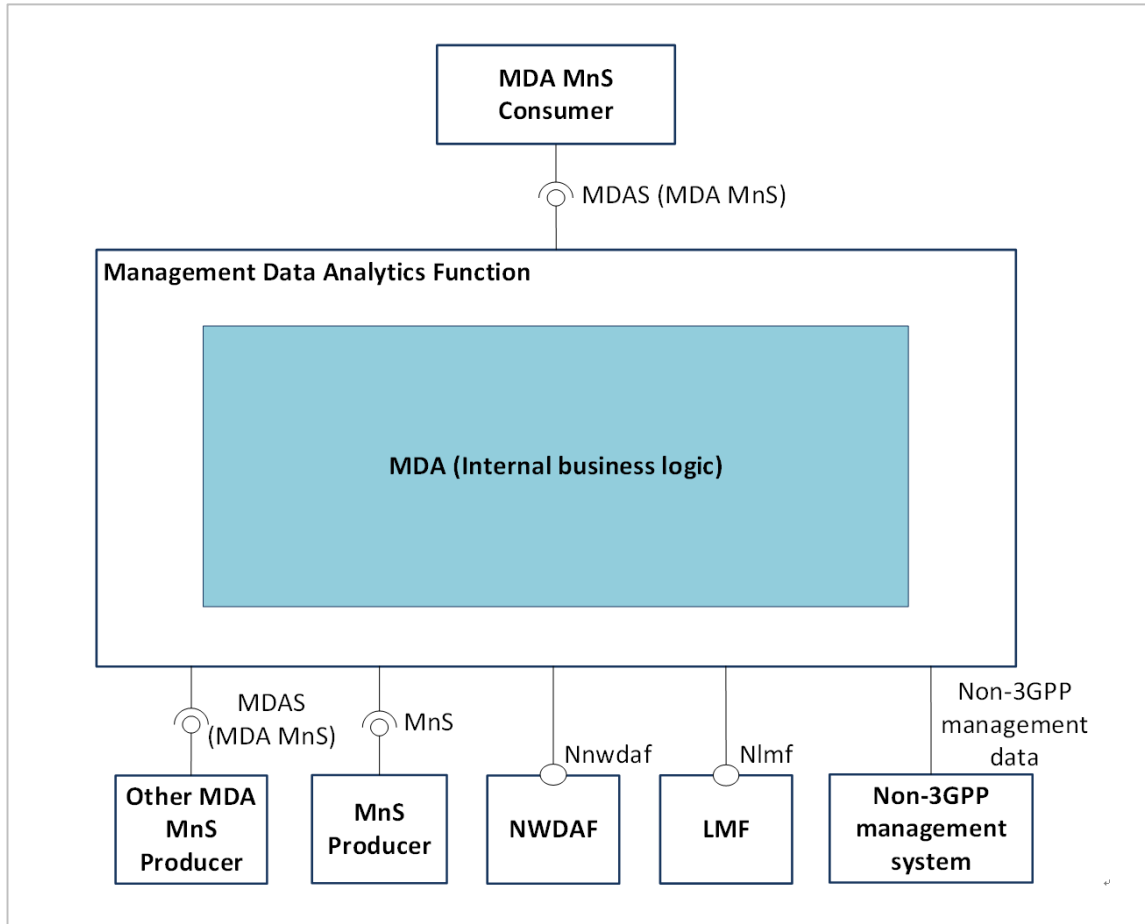 MDA MnS
Consumer
MDAS (MDA MnS)
Management Data Analytics Function
MDA (Internal business logic)
MDAS
(MDA MnS)
MnS
Nnwdaf
Nlmf
Non-3GPP
management
data
Other MDA
MnS
Producer
MnS
Producer
NWDAF
LMF
Non-3GPP
management
system